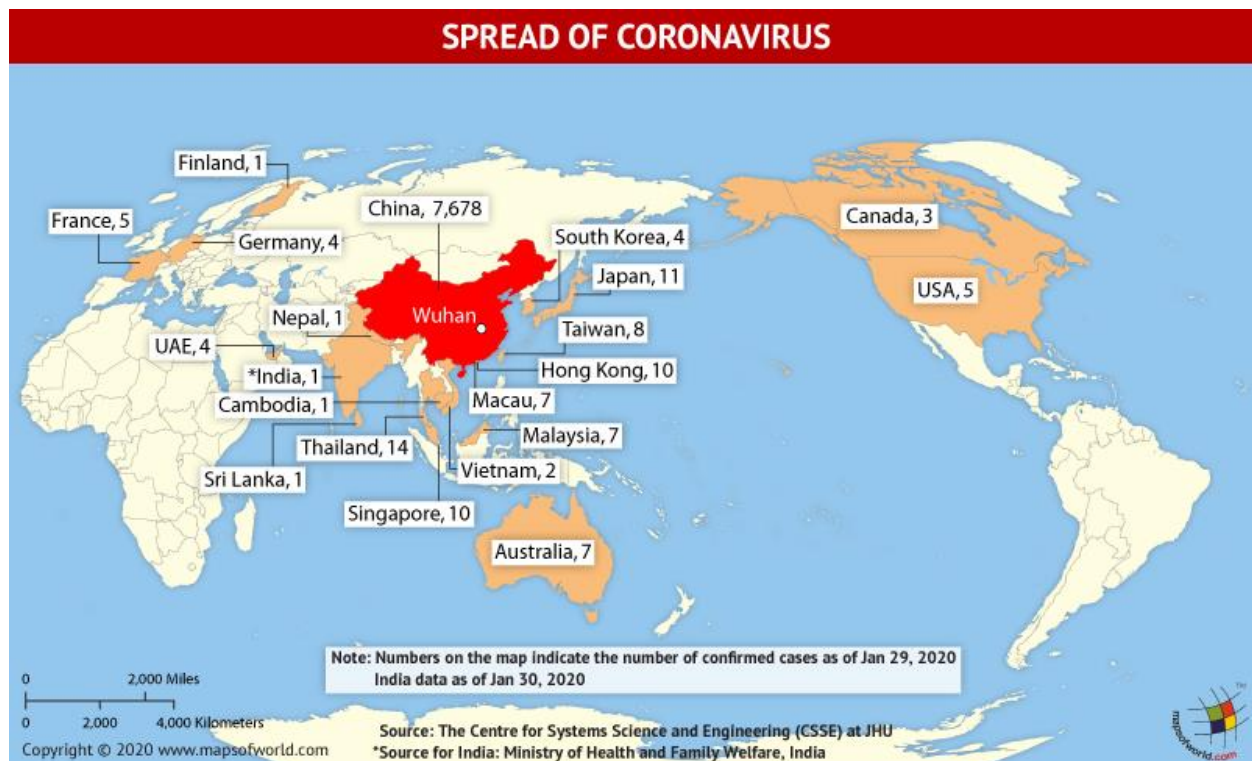 SPREAD OF CORONAVIRUS
Finland, 1
France, 5
Germany, 4
China, 7,678
South Korea, 4
Japan, 11
Canada, 3
USA, 5
Nepal, 1
Wuhan
Taiwan, 8
UAE, 4
*India, 1
Hong Kong, 10
Cambodia, 1
Macau, 7
Thailand, 14
Malaysia, 7
Sri Lanka, 1
Vietnam, 2
Singapore, 10
Australia, 7
Note: Numbers on the map indicate the number of confirmed cases as of Jan 29, 2020
India data as of Jan 30, 2020
0 2,000 Miles
0 2,000 4,000 Kilometers
Source: The Centre for Systems Science and Engineering (CSSE) at JHU
*Source for India: Ministry of Health and Family Welfare, India
Copyright © 2020 www.mapsofworld.com
mapsofworld.com
TM